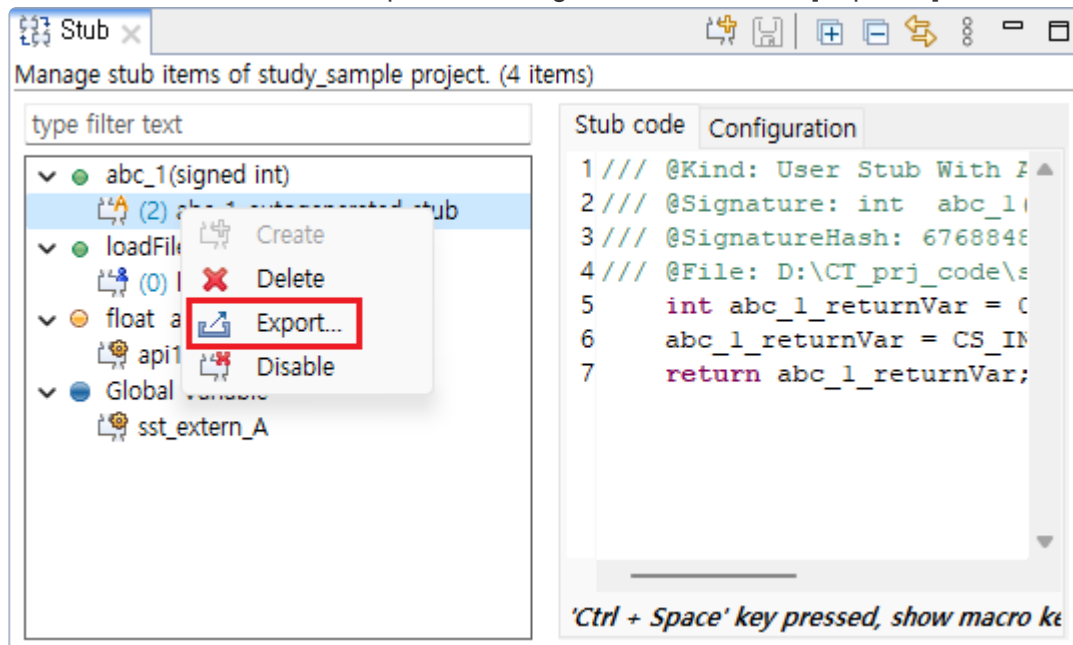 Stub
Manage stub items of study_sample project. (4 items)
type filter text
abc_1(signed int)
(2) abc_1_autogenerated_stub
loadFile
(0)
float a
api1
Global Variable
sst_extern_A
Create
Delete
Export...
Disable
Stub code Configuration
1 /// @Kind: User Stub With A
2 /// @Signature: int abc_1(
3 /// @SignatureHash: 6768848
4 /// @File: D:\CT_prj_code\s
5 int abc_1_returnVar =
6 abc_1_returnVar = CS_IN
7 return abc_1_returnVar;
'Ctrl + Space' key pressed, show macro ke